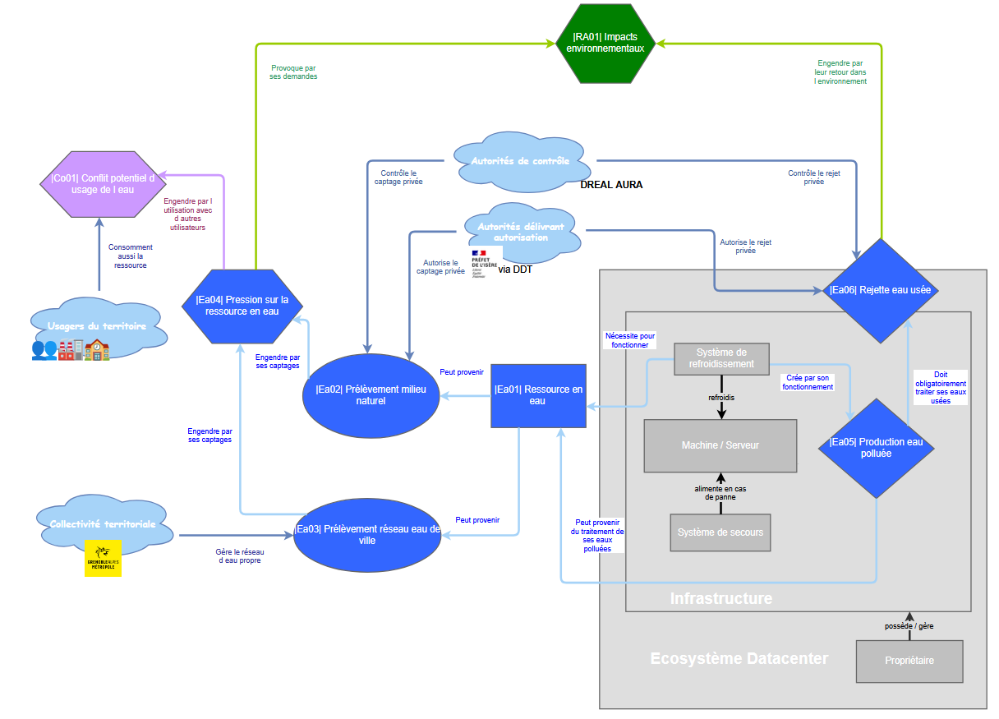 |RA01| Impacts
environnementaux
Provoque par
ses demandes
Engendre par
leur retour dans
l environnement
|Co01| Conflit potentiel d
usage de l eau
Engendre par l
utilisation avec
d autres
utilisateurs
Consomment
aussi la
ressource
Usagers du territoire
Autorités de contrôle
DREAL AURA
Contrôle le
captage privée
Contrôle le rejet
privée
Autorités délivrant
autorisation
PRÉFET
DE L'ISÈRE
Liberté
Égalité
Fraternité
via DDT
Autorise le
captage privée
Autorise le rejet
privée
|Ea04| Pression sur la
ressource en eau
|Ea06| Rejette eau usée
Engendre par
ses captages
|Ea02| Prélèvement milieu
naturel
Peut provenir
|Ea01| Ressource en
eau
Nécessite pour
fonctionner
Système de
refroidissement
Crée par son
fonctionnement
Doit
obligatoirement
traiter ses eaux
usées
refroidis
Machine / Serveur
|Ea05| Production eau
polluée
alimente en cas
de panne
Système de secours
Engendre par
ses captages
Collectivité territoriale
GRENOBLEALPES
MÉTROPOLE
Gère le réseau
d eau propre
|Ea03| Prélèvement réseau eau de
ville
Peut provenir
Peut provenir
du traitement de
ses eaux
polluées
Infrastructure
possède / gère
Ecosystème Datacenter
Propriétaire